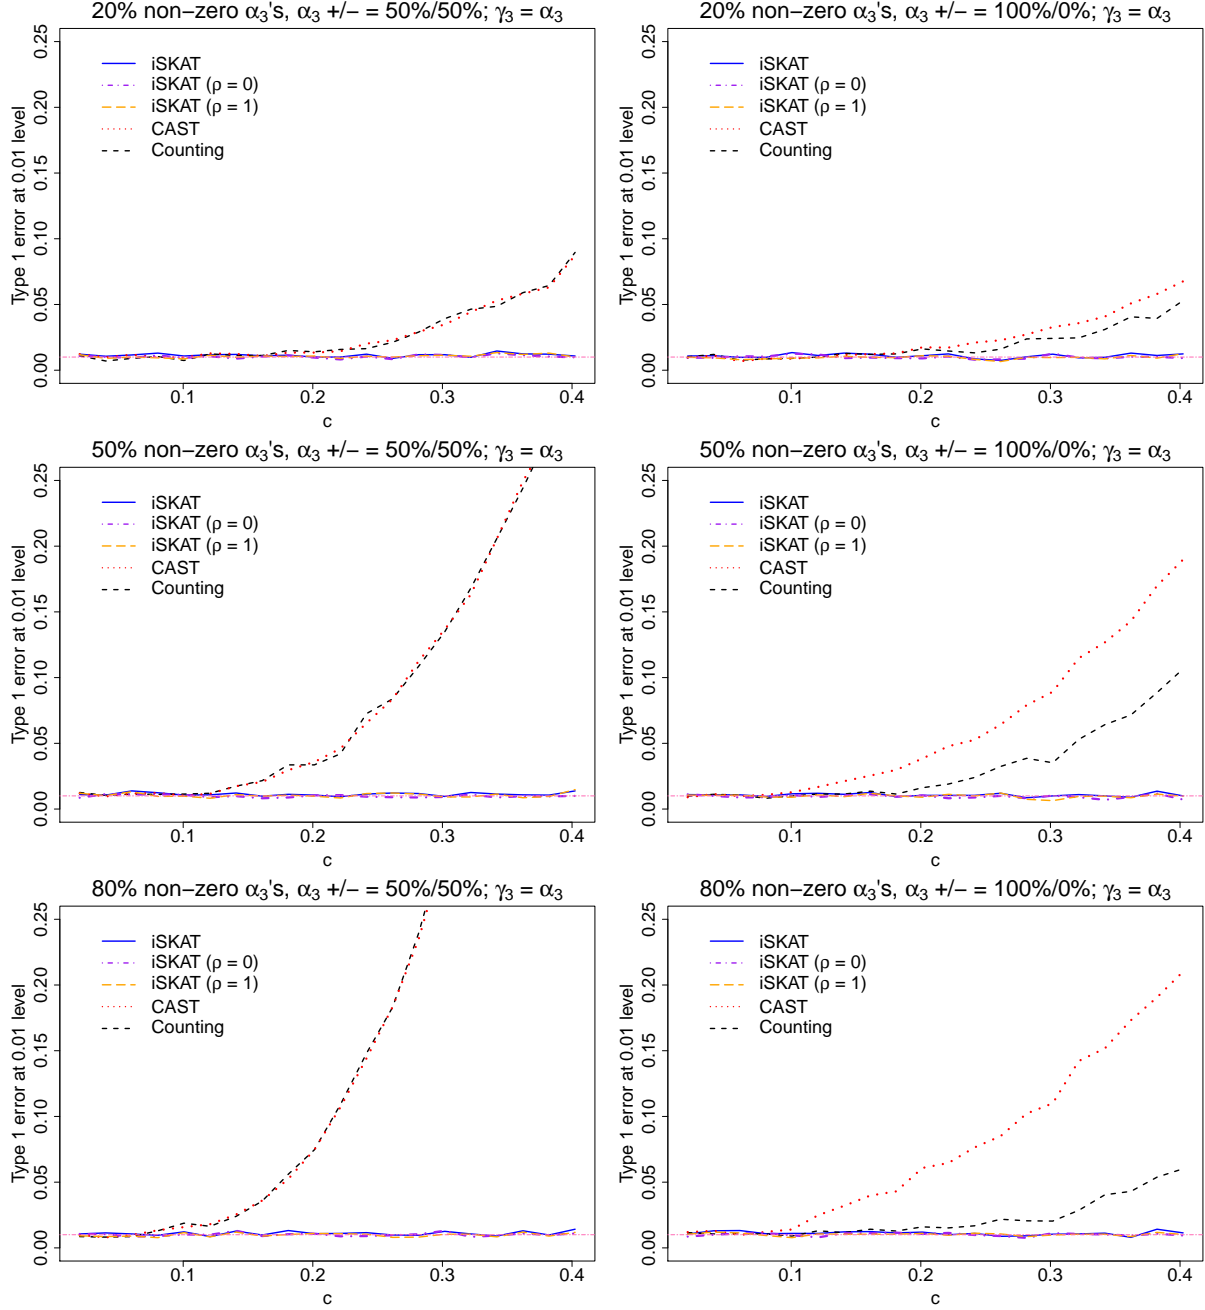 20% non−zero α₃'s, α₃ +/− = 50%/50%; γ₃ = α₃
Type 1 error at 0.01 level
0.25
0.20
0.15
0.10
0.05
0.00
iSKAT
iSKAT (ρ = 0)
iSKAT (ρ = 1)
CAST
Counting
0.1 0.2 0.3 0.4
c
20% non−zero α₃'s, α₃ +/− = 100%/0%; γ₃ = α₃
Type 1 error at 0.01 level
0.25
0.20
0.15
0.10
0.05
0.00
iSKAT
iSKAT (ρ = 0)
iSKAT (ρ = 1)
CAST
Counting
0.1 0.2 0.3 0.4
c
50% non−zero α₃'s, α₃ +/− = 50%/50%; γ₃ = α₃
Type 1 error at 0.01 level
0.25
0.20
0.15
0.10
0.05
0.00
iSKAT
iSKAT (ρ = 0)
iSKAT (ρ = 1)
CAST
Counting
0.1 0.2 0.3 0.4
c
50% non−zero α₃'s, α₃ +/− = 100%/0%; γ₃ = α₃
Type 1 error at 0.01 level
0.25
0.20
0.15
0.10
0.05
0.00
iSKAT
iSKAT (ρ = 0)
iSKAT (ρ = 1)
CAST
Counting
0.1 0.2 0.3 0.4
c
80% non−zero α₃'s, α₃ +/− = 50%/50%; γ₃ = α₃
Type 1 error at 0.01 level
0.25
0.20
0.15
0.10
0.05
0.00
iSKAT
iSKAT (ρ = 0)
iSKAT (ρ = 1)
CAST
Counting
0.1 0.2 0.3 0.4
c
80% non−zero α₃'s, α₃ +/− = 100%/0%; γ₃ = α₃
Type 1 error at 0.01 level
0.25
0.20
0.15
0.10
0.05
0.00
iSKAT
iSKAT (ρ = 0)
iSKAT (ρ = 1)
CAST
Counting
0.1 0.2 0.3 0.4
c